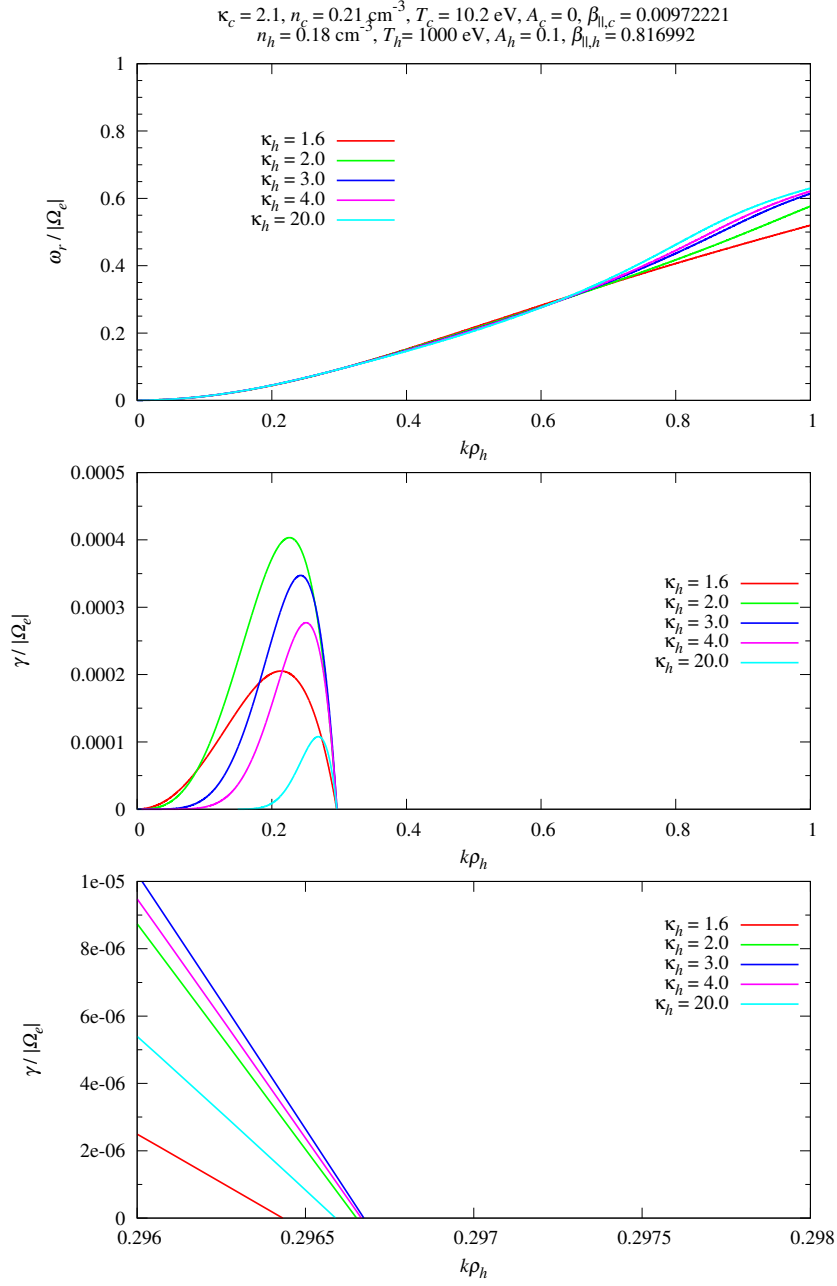 κc = 2.1, nc = 0.21 cm-3, Tc = 10.2 eV, Ac = 0, β||,c = 0.00972221
nh = 0.18 cm-3, Th = 1000 eV, Ah = 0.1, β||,h = 0.816992
1
0.8
0.6
0.4
0.2
0
ωr / |Ωe|
κh = 1.6
κh = 2.0
κh = 3.0
κh = 4.0
κh = 20.0
0 0.2 0.4 0.6 0.8 1
kρh
0.0005
0.0004
0.0003
0.0002
0.0001
0
γ / |Ωe|
κh = 1.6
κh = 2.0
κh = 3.0
κh = 4.0
κh = 20.0
0 0.2 0.4 0.6 0.8 1
kρh
1e-05
8e-06
6e-06
4e-06
2e-06
0
γ / |Ωe|
κh = 1.6
κh = 2.0
κh = 3.0
κh = 4.0
κh = 20.0
0.296 0.2965 0.297 0.2975 0.298
kρh